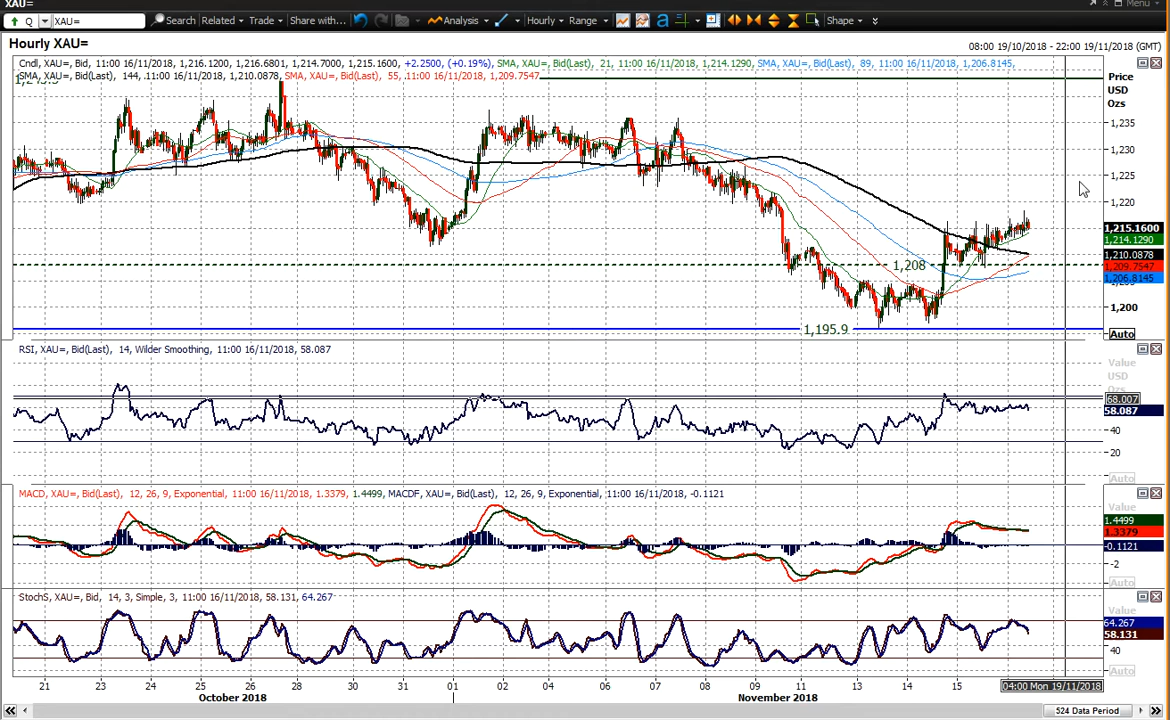 XAU=
Menu
Q XAU= Search Related Trade Share with... Analysis Hourly Range Shape
Hourly XAU=
08:00 19/10/2018 - 22:00 19/11/2018 (GMT)
Cndl, XAU=, Bid, 11:00 16/11/2018, 1,216.1200, 1,216.6801, 1,214.7000, 1,215.1600, +2.2500, (+0.19%), SMA, XAU=, Bid(Last), 21, 11:00 16/11/2018, 1,214.1290, SMA, XAU=, Bid(Last), 89, 11:00 16/11/2018, 1,206.8145,
SMA, XAU=, Bid(Last), 144, 11:00 16/11/2018, 1,210.0878, SMA, XAU=, Bid(Last), 55, 11:00 16/11/2018, 1,209.7547
Price
USD
Ozs
1,235
1,230
1,225
1,220
1,215.1600
1,214.1290
1,210.0878
1,208
1,209.7547
1,206.8145
1,200
1,195.9
Auto
RSI, XAU=, Bid(Last), 14, Wilder Smoothing, 11:00 16/11/2018, 58.087
Value
USD
Ozs
68.007
58.087
40
20
Auto
MACD, XAU=, Bid(Last), 12, 26, 9, Exponential, 11:00 16/11/2018, 1.3379, 1.4499, MACDF, XAU=, Bid(Last), 12, 26, 9, Exponential, 11:00 16/11/2018, -0.1121
Value
1.4499
1.3379
-0.1121
-2
Auto
StochS, XAU=, Bid, 14, 3, Simple, 3, 11:00 16/11/2018, 58.131, 64.267
Value
64.267
58.131
40
Auto
21 23 24 25 26 28 29 30 31 01 02 04 05 06 07 08 09 11 12 13 14 15 04:00 Mon 19/11/2018
October 2018 November 2018
524 Data Period